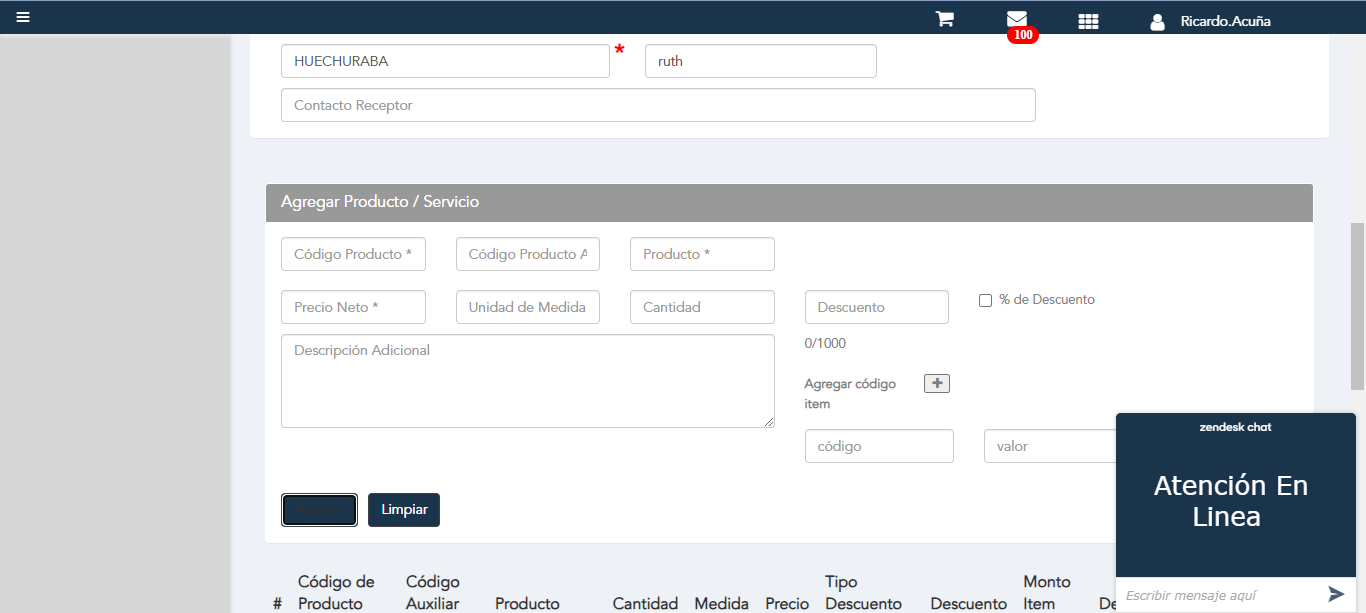 100
Ricardo.Acuña
HUECHURABA * ruth
Contacto Receptor
Agregar Producto / Servicio
Código Producto * Código Producto A Producto *
Precio Neto * Unidad de Medida Cantidad Descuento % de Descuento
Descripción Adicional
0/1000
Agregar código
item
código valor
Agregar Limpiar
zendesk chat
Atención En
Linea
Escribir mensaje aquí
Código de Código Tipo Monto
# Producto Auxiliar Producto Cantidad Medida Precio Descuento Descuento Item De